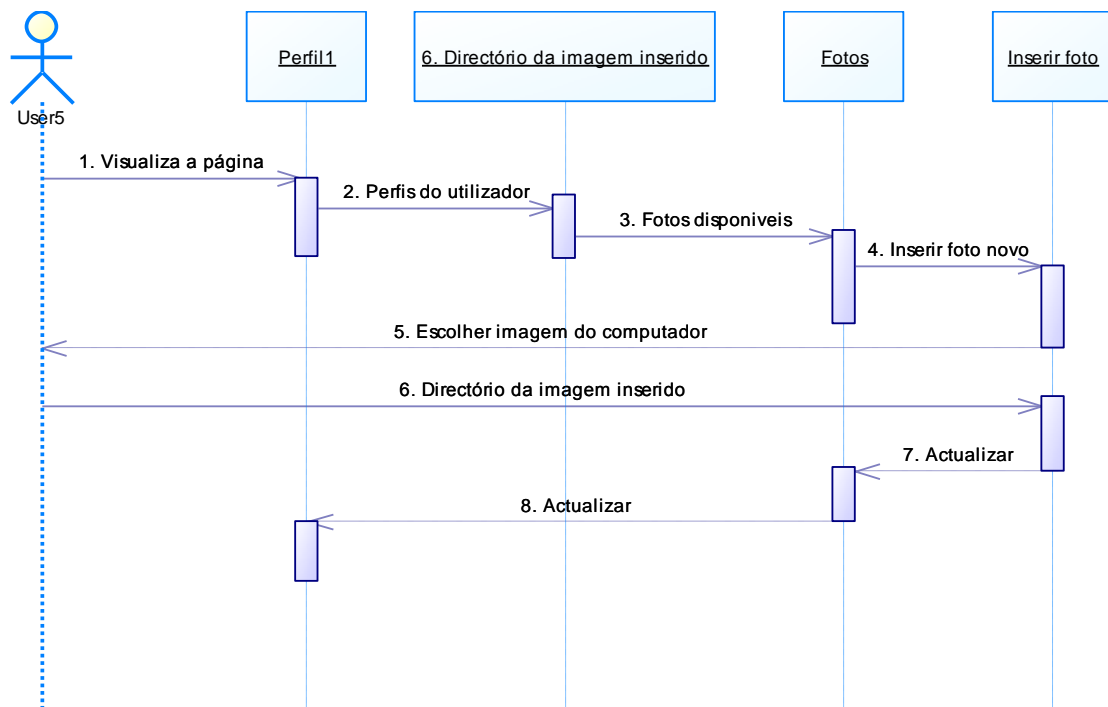 Perfil1
6. Directório da imagem inserido
Fotos
Inserir foto
User5
1. Visualiza a página
2. Perfis do utilizador
3. Fotos disponiveis
4. Inserir foto novo
5. Escolher imagem do computador
6. Directório da imagem inserido
7. Actualizar
8. Actualizar